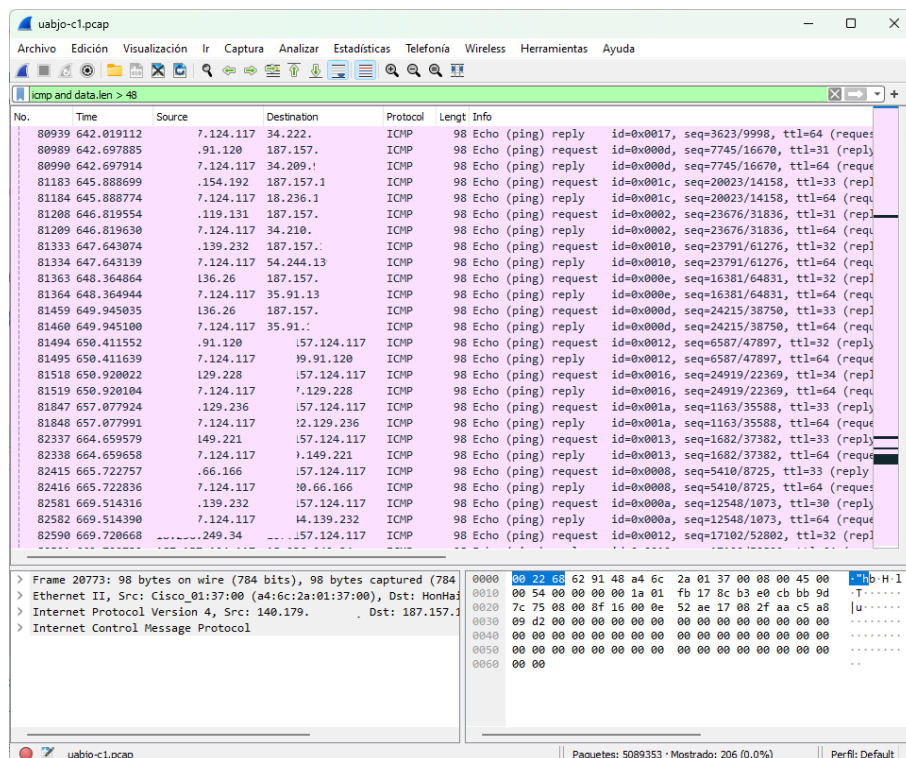 uabjo-c1.pcap
Archivo Edición Visualización Ir Captura Analizar Estadísticas Telefonía Wireless Herramientas Ayuda
icmp and data.len > 48
No. Time Source Destination Protocol Lengt Info
80939 642.019112 7.124.117 34.222. ICMP 98 Echo (ping) reply id=0x0017, seq=3623/9998, ttl=64 (reques
80989 642.697885 .91.120 187.157. ICMP 98 Echo (ping) request id=0x000d, seq=7745/16670, ttl=31 (reply
80990 642.697914 7.124.117 34.209. ICMP 98 Echo (ping) reply id=0x000d, seq=7745/16670, ttl=64 (reque
81183 645.888699 .154.192 187.157.1 ICMP 98 Echo (ping) request id=0x001c, seq=20023/14158, ttl=33 (repl
81184 645.888774 7.124.117 18.236.1 ICMP 98 Echo (ping) reply id=0x001c, seq=20023/14158, ttl=64 (requ
81208 646.819554 .119.131 187.157. ICMP 98 Echo (ping) request id=0x0002, seq=23676/31836, ttl=31 (repl
81209 646.819630 7.124.117 34.210. ICMP 98 Echo (ping) reply id=0x0002, seq=23676/31836, ttl=64 (requ
81333 647.643074 .139.232 187.157. ICMP 98 Echo (ping) request id=0x0010, seq=23791/61276, ttl=32 (repl
81334 647.643139 7.124.117 54.244.13 ICMP 98 Echo (ping) reply id=0x0010, seq=23791/61276, ttl=64 (requ
81363 648.364864 136.26 187.157. ICMP 98 Echo (ping) request id=0x000e, seq=16381/64831, ttl=32 (repl
81364 648.364944 7.124.117 35.91.13 ICMP 98 Echo (ping) reply id=0x000e, seq=16381/64831, ttl=64 (requ
81459 649.945035 136.26 187.157. ICMP 98 Echo (ping) request id=0x000d, seq=24215/38750, ttl=33 (repl
81460 649.945100 7.124.117 35.91. ICMP 98 Echo (ping) reply id=0x000d, seq=24215/38750, ttl=64 (requ
81494 650.411552 .91.120 157.124.117 ICMP 98 Echo (ping) request id=0x0012, seq=6587/47897, ttl=32 (reply
81495 650.411639 7.124.117 09.91.120 ICMP 98 Echo (ping) reply id=0x0012, seq=6587/47897, ttl=64 (reque
81518 650.920022 129.228 157.124.117 ICMP 98 Echo (ping) request id=0x0016, seq=24919/22369, ttl=34 (repl
81519 650.920104 7.124.117 7.129.228 ICMP 98 Echo (ping) reply id=0x0016, seq=24919/22369, ttl=64 (requ
81847 657.077924 .129.236 157.124.117 ICMP 98 Echo (ping) request id=0x001a, seq=1163/35588, ttl=33 (reply
81848 657.077991 7.124.117 22.129.236 ICMP 98 Echo (ping) reply id=0x001a, seq=1163/35588, ttl=64 (reque
82337 664.659579 149.221 157.124.117 ICMP 98 Echo (ping) request id=0x0013, seq=1682/37382, ttl=33 (reply
82338 664.659658 7.124.117 .149.221 ICMP 98 Echo (ping) reply id=0x0013, seq=1682/37382, ttl=64 (reque
82415 665.722757 .66.166 157.124.117 ICMP 98 Echo (ping) request id=0x0008, seq=5410/8725, ttl=33 (reply
82416 665.722836 7.124.117 20.66.166 ICMP 98 Echo (ping) reply id=0x0008, seq=5410/8725, ttl=64 (reques
82581 669.514316 .139.232 157.124.117 ICMP 98 Echo (ping) request id=0x000a, seq=12548/1073, ttl=30 (reply
82582 669.514390 7.124.117 44.139.232 ICMP 98 Echo (ping) reply id=0x000a, seq=12548/1073, ttl=64 (reque
82590 669.720668 .249.34 .157.124.117 ICMP 98 Echo (ping) request id=0x0012, seq=17102/52802, ttl=32 (repl
> Frame 20773: 98 bytes on wire (784 bits), 98 bytes captured (784
> Ethernet II, Src: Cisco_01:37:00 (a4:6c:2a:01:37:00), Dst: HonHai
> Internet Protocol Version 4, Src: 140.179. . Dst: 187.157.1
> Internet Control Message Protocol
0000 00 22 68 62 91 48 a4 6c 2a 01 37 00 08 00 45 00 ·"hb·H·l
0010 00 54 00 00 00 00 1a 01 fb 17 8c b3 e0 cb bb 9d ·T······
0020 7c 75 08 00 8f 16 00 0e 52 ae 17 08 2f aa c5 a8 |u······
0030 09 d2 00 00 00 00 00 00 00 00 00 00 00 00 00 00 ········
0040 00 00 00 00 00 00 00 00 00 00 00 00 00 00 00 00 ········
0050 00 00 00 00 00 00 00 00 00 00 00 00 00 00 00 00 ········
0060 00 00 ··
uabjo-c1.pcap Paquetes: 5089353 · Mostrado: 206 (0.0%) Perfil: Default